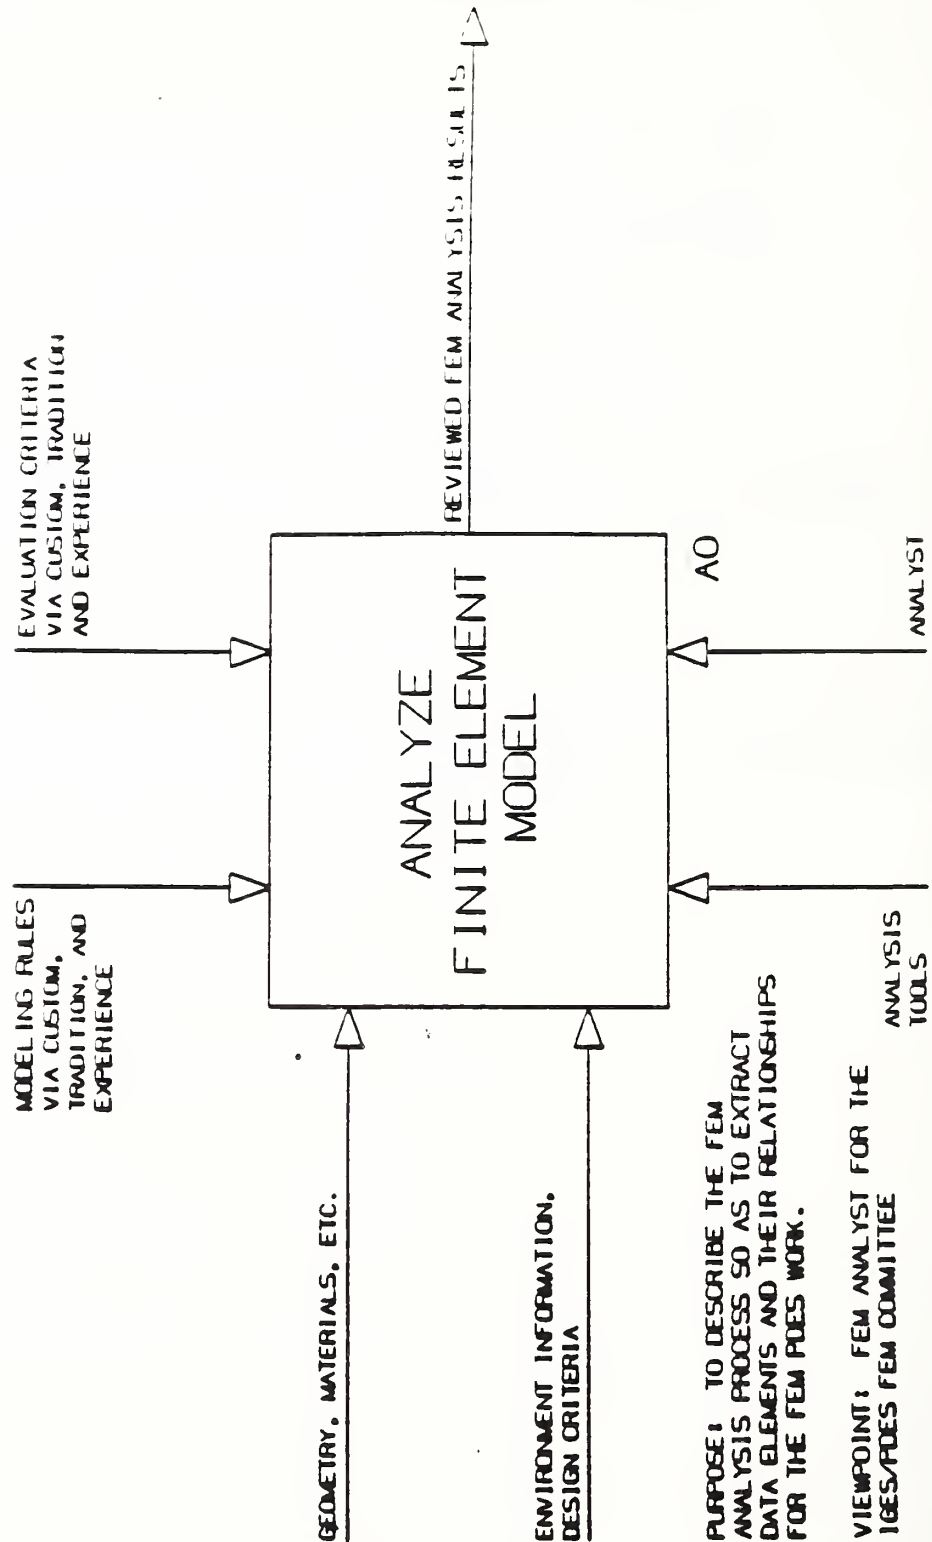 MODELING RULES
VIA CUSTOM,
TRADITION, AND
EXPERIENCE
EVALUATION CRITERIA
VIA CUSTOM, TRADITION
AND EXPERIENCE
GEOMETRY, MATERIALS, ETC.
ENVIRONMENT INFORMATION,
DESIGN CRITERIA
ANALYZE
FINITE ELEMENT
MODEL
REVIEWED FEM ANALYSIS RESULTS
A0
PURPOSE: TO DESCRIBE THE FEM
ANALYSIS PROCESS SO AS TO EXTRACT
DATA ELEMENTS AND THEIR RELATIONSHIPS
FOR THE FEM PDES WORK.
VIEWPOINT: FEM ANALYST FOR THE
IGES/PDES FEM COMMITTEE
ANALYSIS
TOOLS
ANALYST